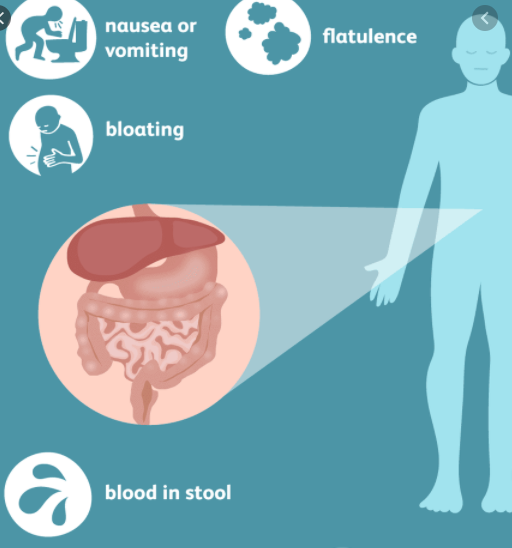 nausea or
vomiting
flatulence
bloating
blood in stool